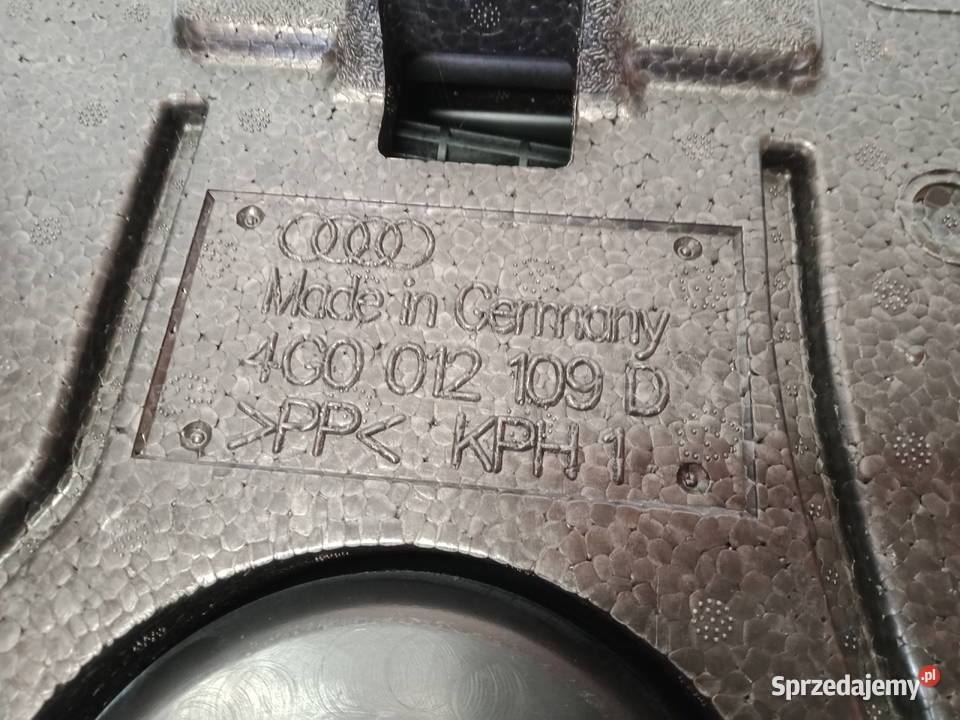 Made in Germany
4G0 012 109 D
>PP< KPH 1
Sprzedajemy.pl